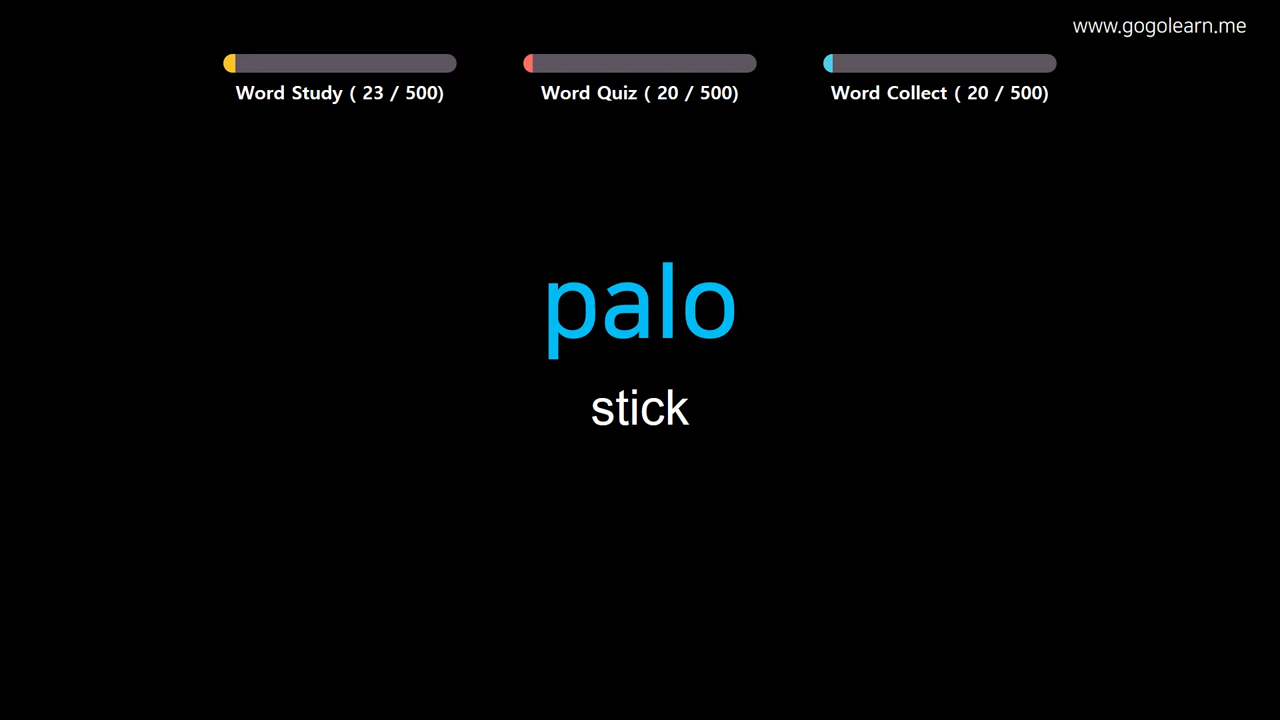 www.gogolearn.me
Word Study ( 23 / 500)
Word Quiz ( 20 / 500)
Word Collect ( 20 / 500)
palo
stick